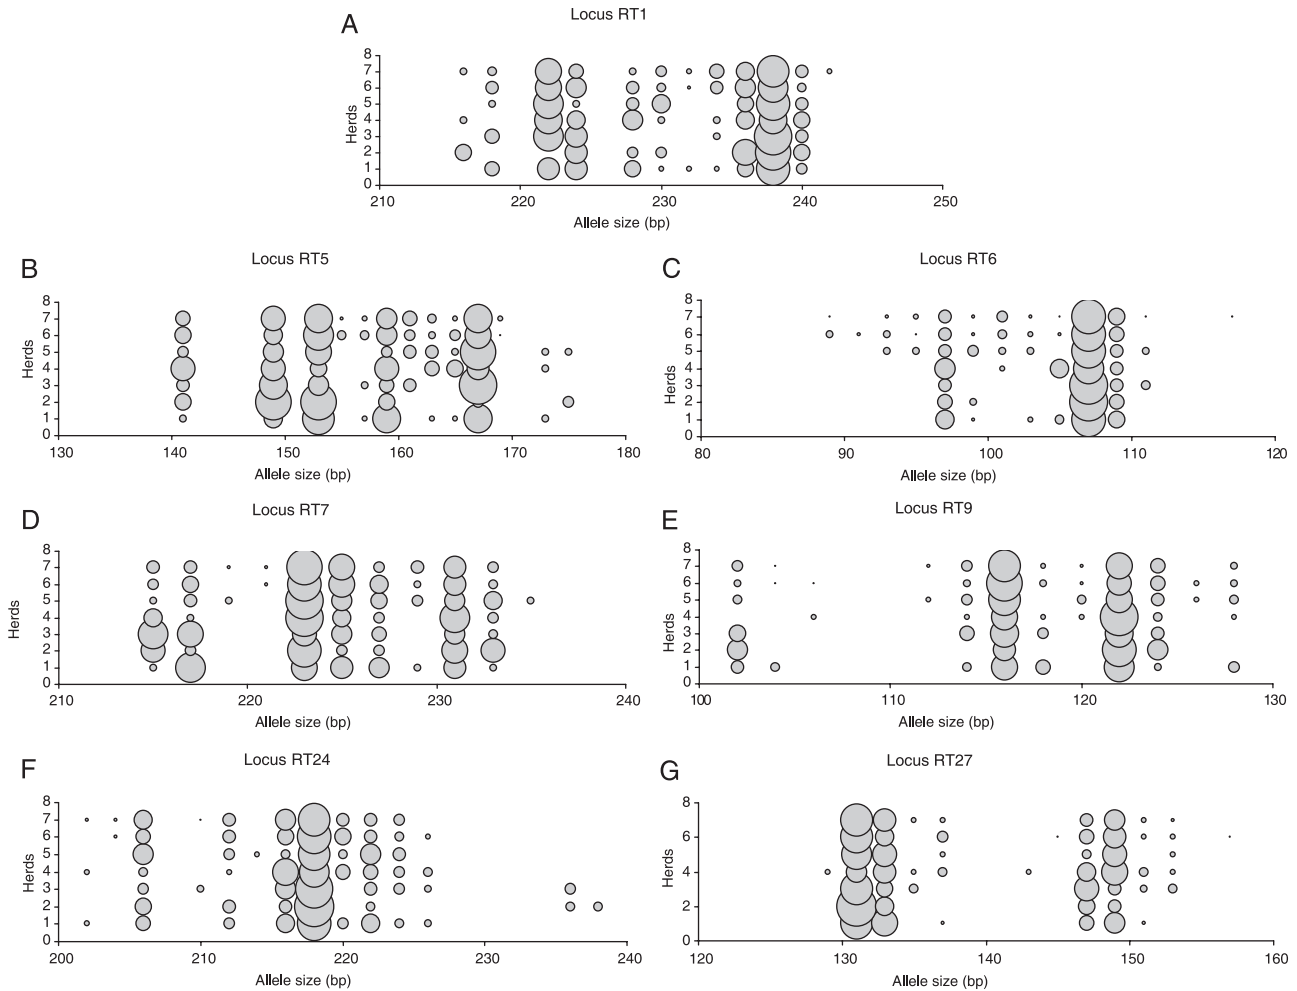 A
Locus RT1
8
7
6
5
4
3
2
1
0
Herds
210 220 230 240 250
Allele size (bp)
B
Locus RT5
8
7
6
5
4
3
2
1
0
Herds
130 140 150 160 170 180
Allele size (bp)
C
Locus RT6
8
7
6
5
4
3
2
1
0
Herds
80 90 100 110 120
Allele size (bp)
D
Locus RT7
8
7
6
5
4
3
2
1
0
Herds
210 220 230 240
Allele size (bp)
E
Locus RT9
8
7
6
5
4
3
2
1
0
Herds
100 110 120 130
Allele size (bp)
F
Locus RT24
8
7
6
5
4
3
2
1
0
Herds
200 210 220 230 240
Allele size (bp)
G
Locus RT27
8
7
6
5
4
3
2
1
0
Herds
120 130 140 150 160
Allele size (bp)